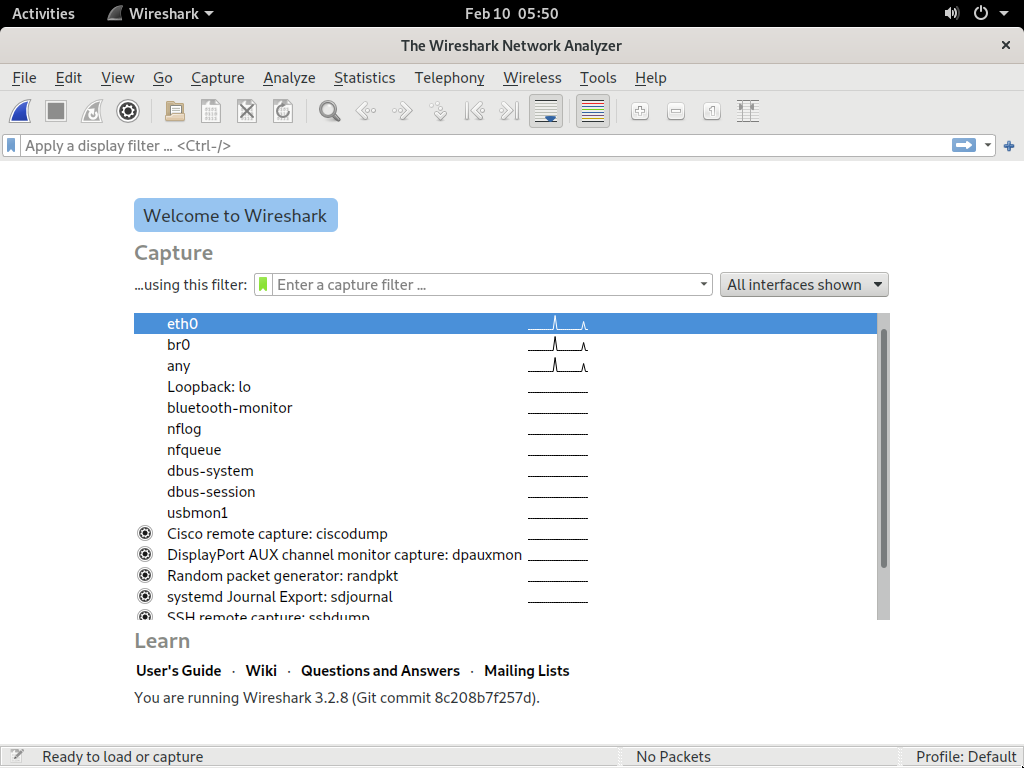 Activities Wireshark Feb 10 05:50
The Wireshark Network Analyzer
File Edit View Go Capture Analyze Statistics Telephony Wireless Tools Help
Apply a display filter … <Ctrl-/>
Welcome to Wireshark
Capture
…using this filter: Enter a capture filter … All interfaces shown
eth0
br0
any
Loopback: lo
bluetooth-monitor
nflog
nfqueue
dbus-system
dbus-session
usbmon1
Cisco remote capture: ciscodump
DisplayPort AUX channel monitor capture: dpauxmon
Random packet generator: randpkt
systemd Journal Export: sdjournal
SSH remote capture: sshdump
Learn
User's Guide · Wiki · Questions and Answers · Mailing Lists
You are running Wireshark 3.2.8 (Git commit 8c208b7f257d).
Ready to load or capture No Packets Profile: Default